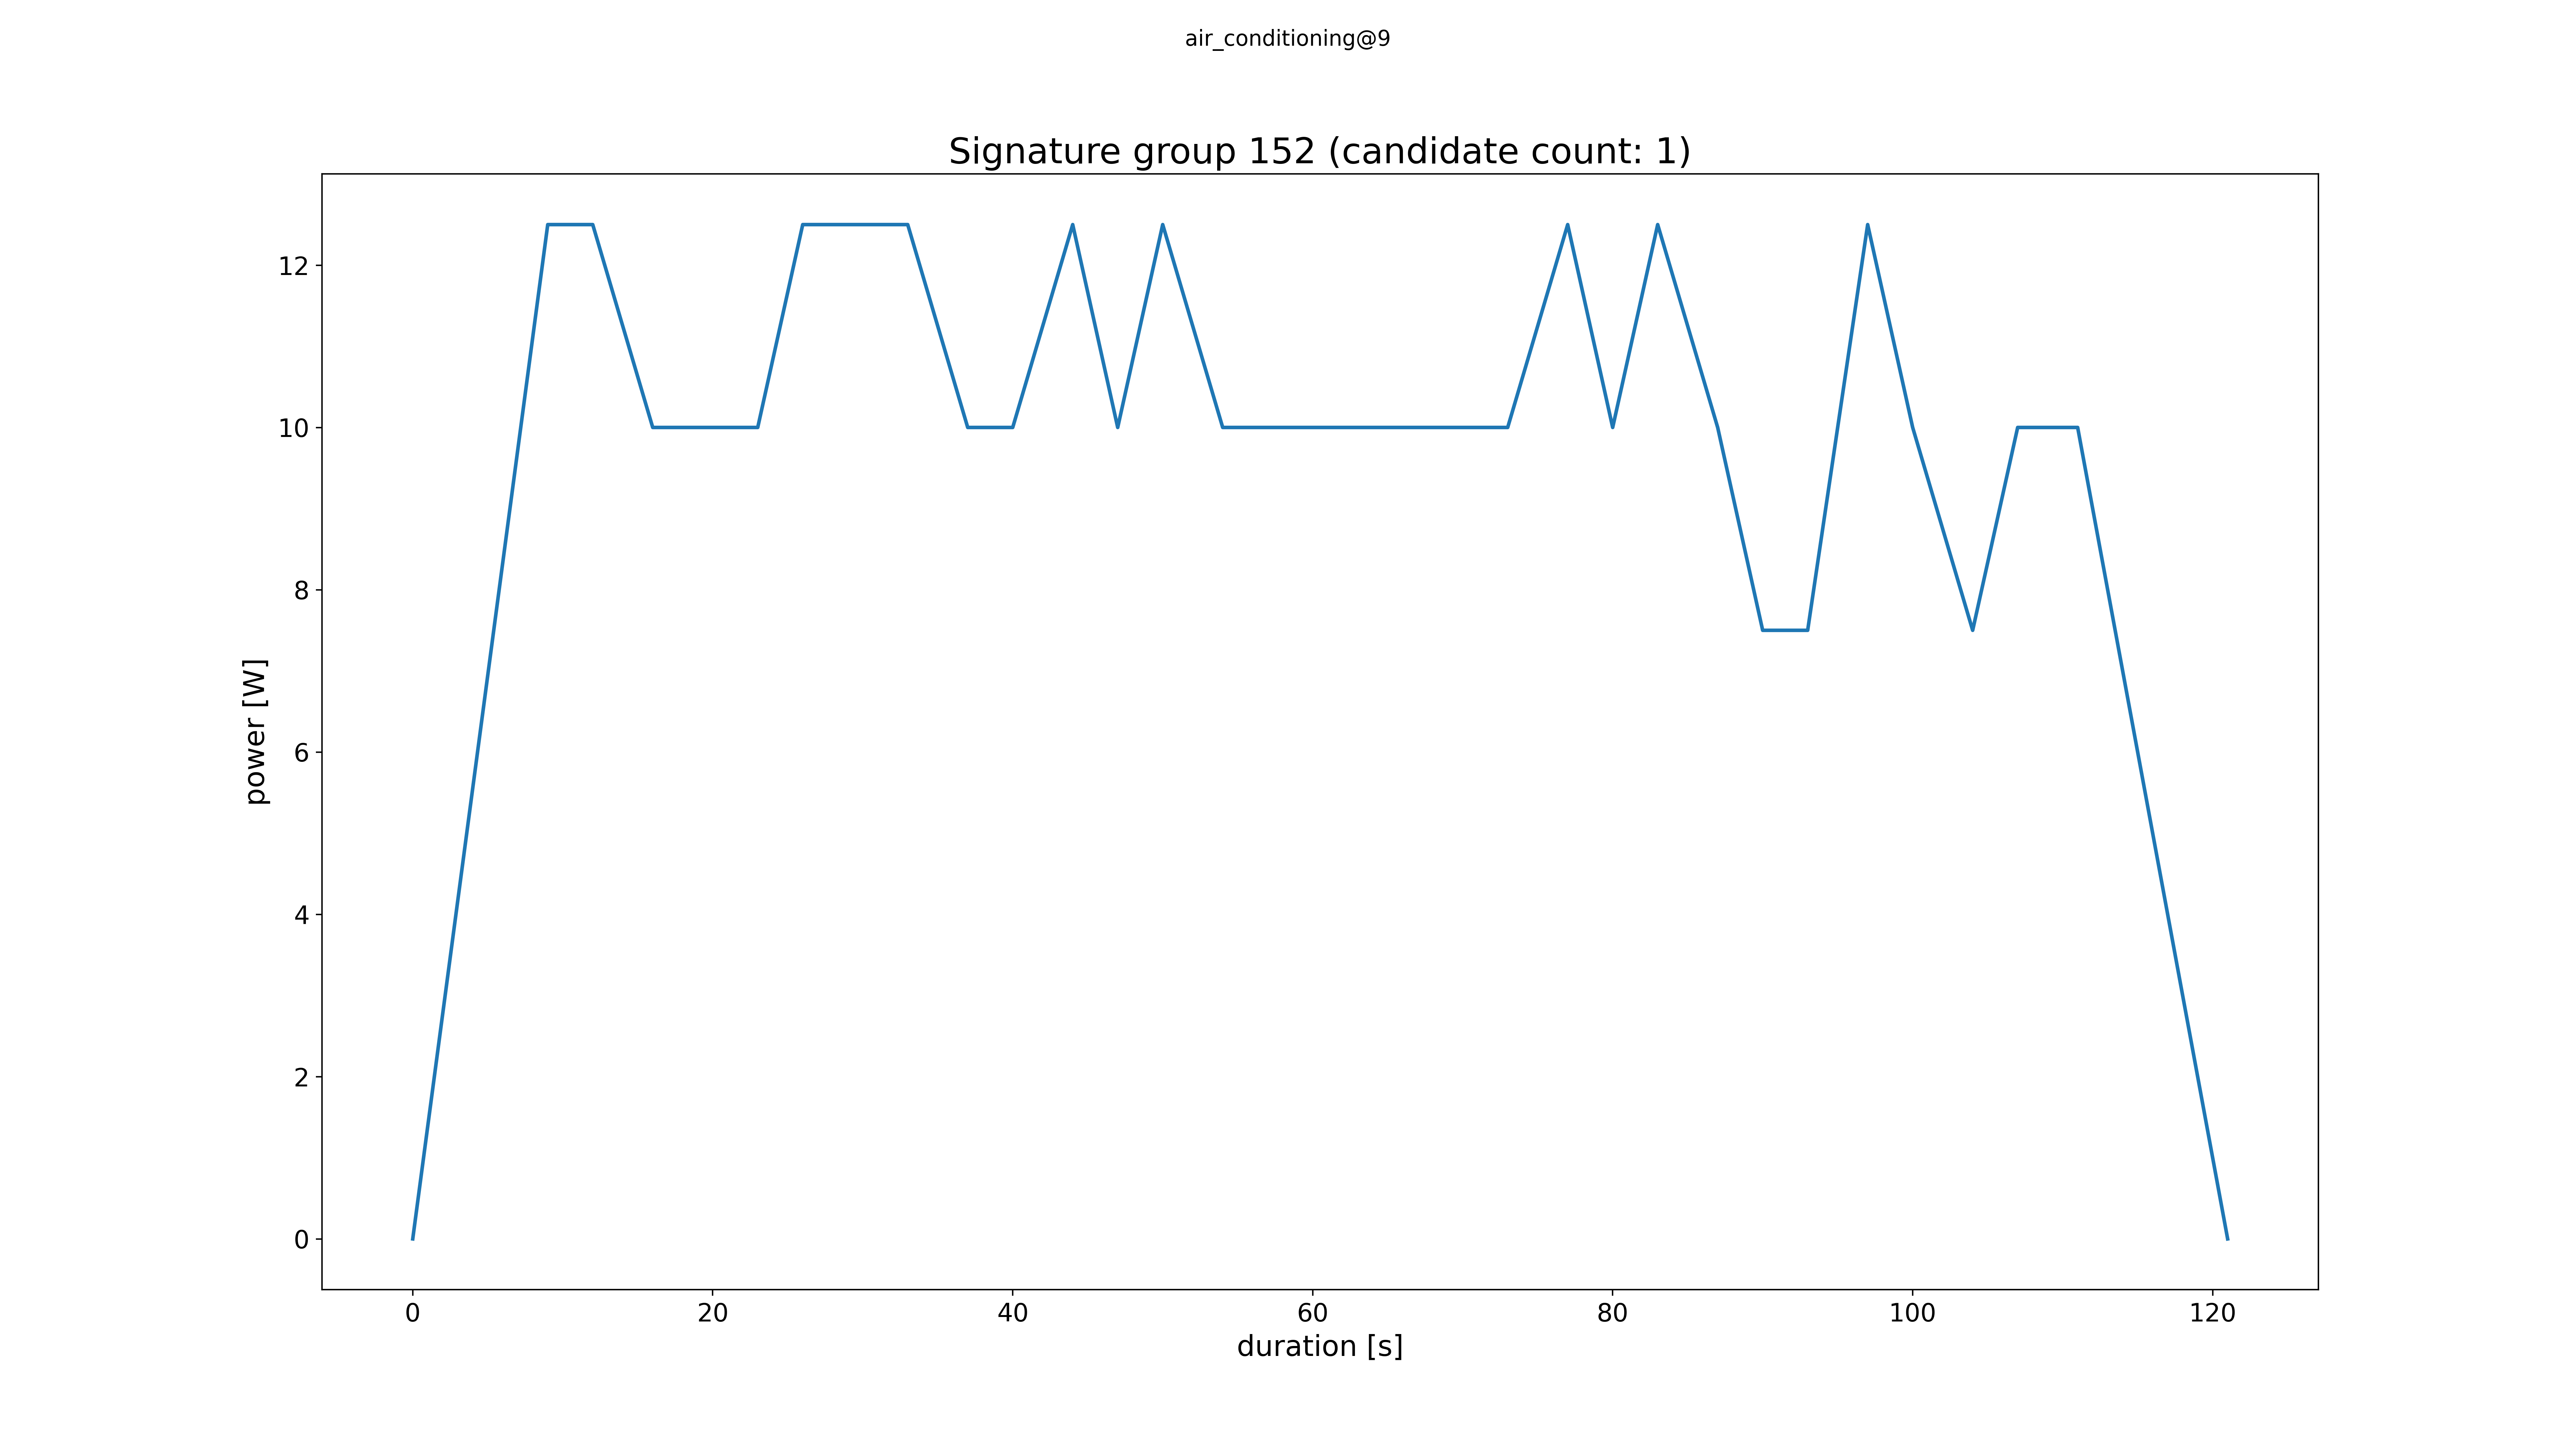 air_conditioning@9
Signature group 152 (candidate count: 1)
12
10
8
6
4
2
0
power [W]
0 20 40 60 80 100 120
duration [s]